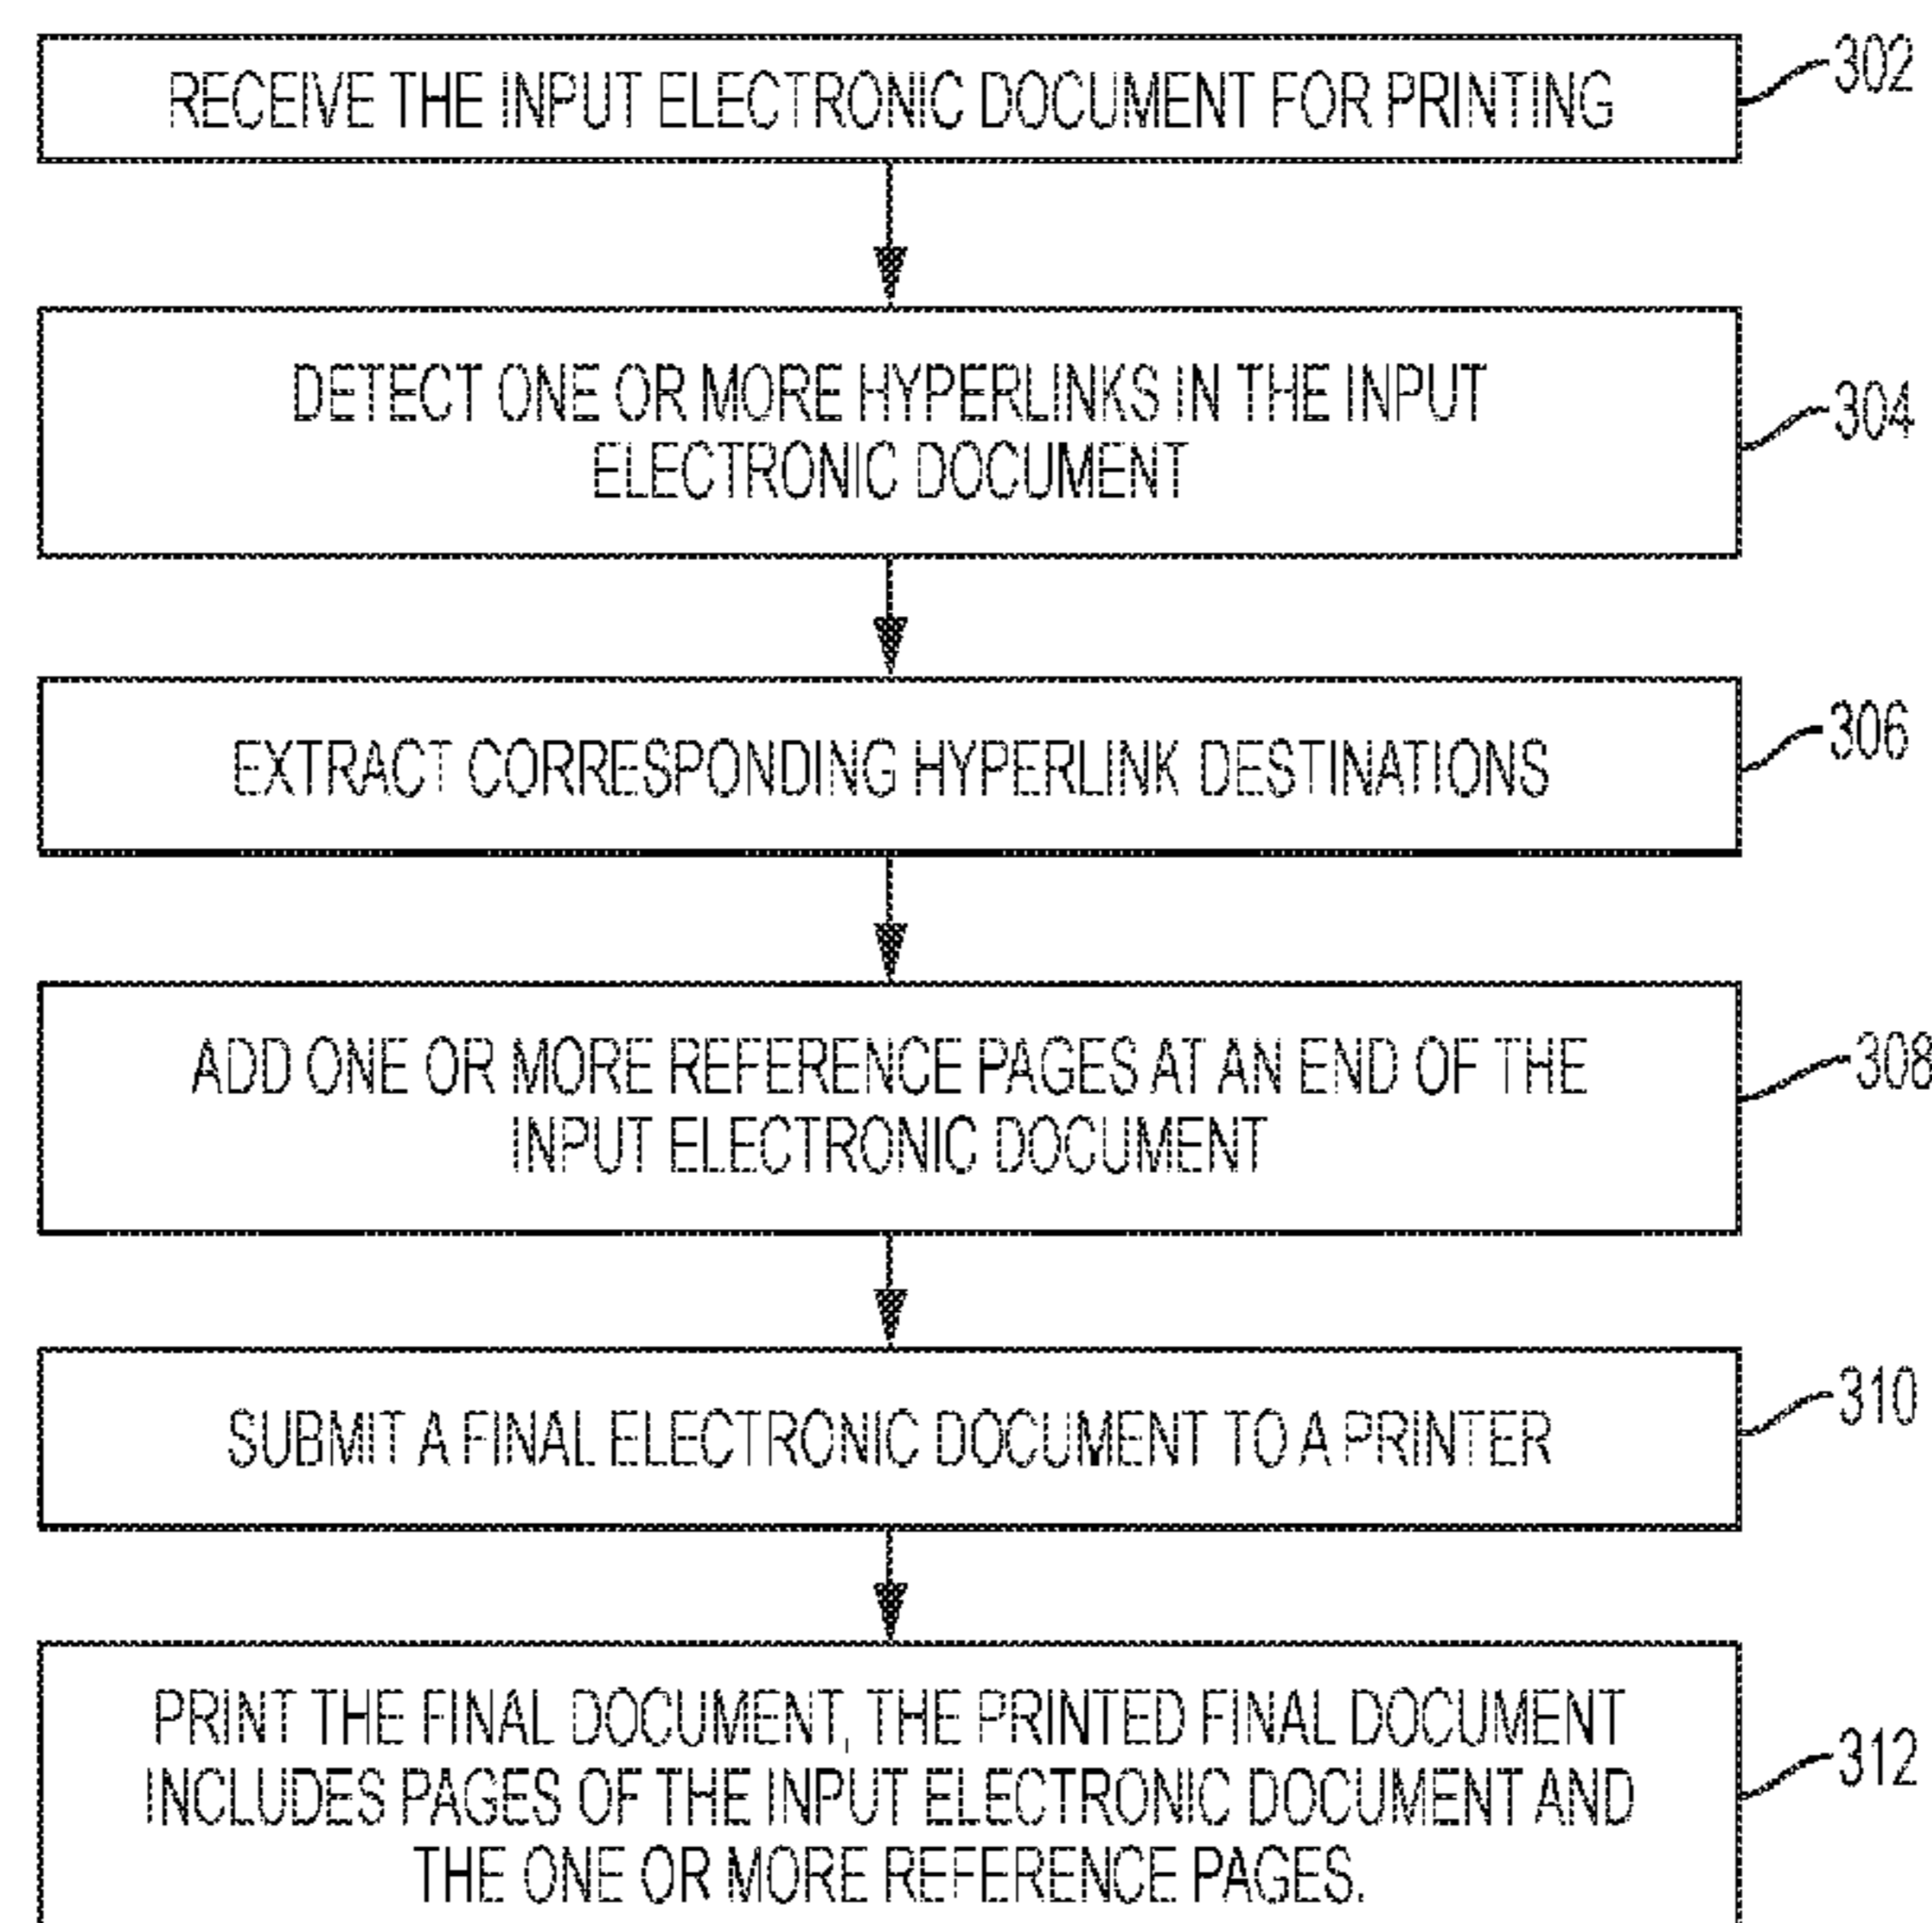 RECEIVE THE INPUT ELECTRONIC DOCUMENT FOR PRINTING
302
DETECT ONE OR MORE HYPERLINKS IN THE INPUT
ELECTRONIC DOCUMENT
304
EXTRACT CORRESPONDING HYPERLINK DESTINATIONS
306
ADD ONE OR MORE REFERENCE PAGES AT AN END OF THE
INPUT ELECTRONIC DOCUMENT
308
SUBMIT A FINAL ELECTRONIC DOCUMENT TO A PRINTER
310
PRINT THE FINAL DOCUMENT, THE PRINTED FINAL DOCUMENT
INCLUDES PAGES OF THE INPUT ELECTRONIC DOCUMENT AND
THE ONE OR MORE REFERENCE PAGES.
312